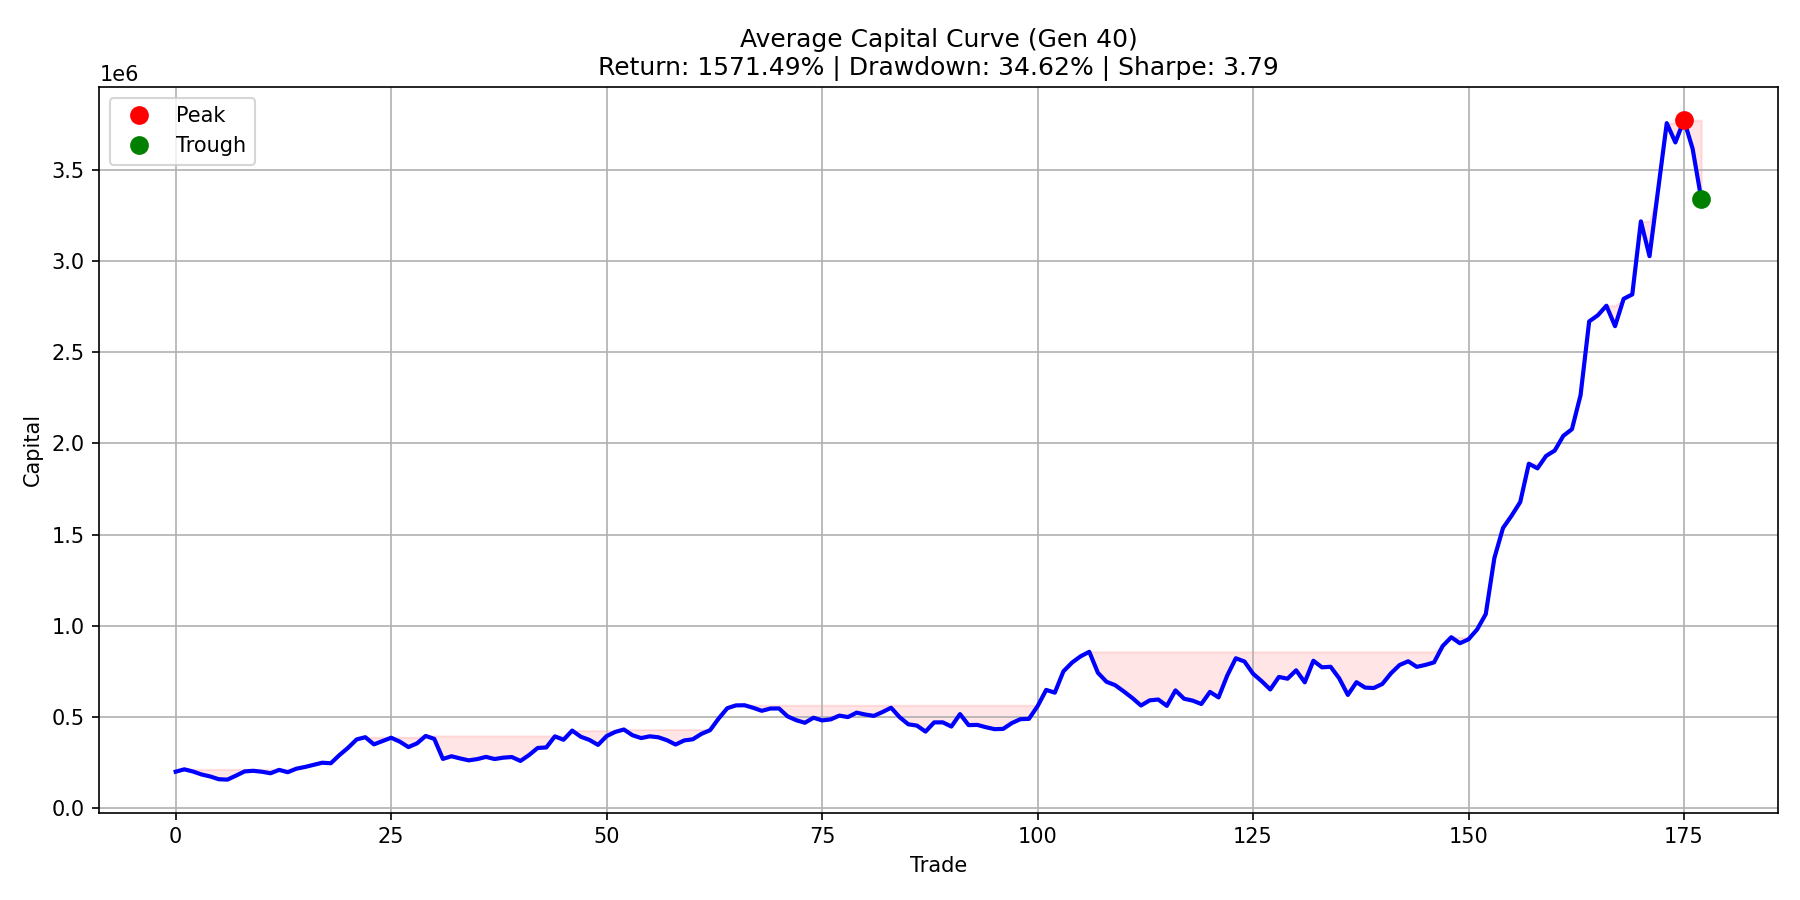 Average Capital Curve (Gen 40)
Return: 1571.49% | Drawdown: 34.62% | Sharpe: 3.79
1e6
Peak
Trough
3.5
3.0
2.5
2.0
1.5
1.0
0.5
0.0
Capital
0 25 50 75 100 125 150 175
Trade